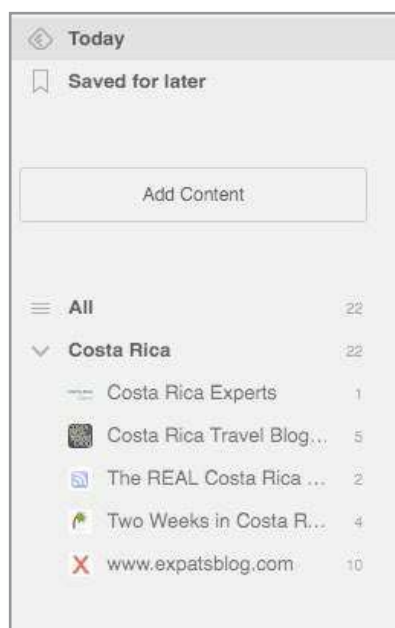 Today
Saved for later
Add Content
All 22
Costa Rica 22
Costa Rica Experts 1
Costa Rica Travel Blog... 5
The REAL Costa Rica ... 2
Two Weeks in Costa R... 4
www.expatsblog.com 10